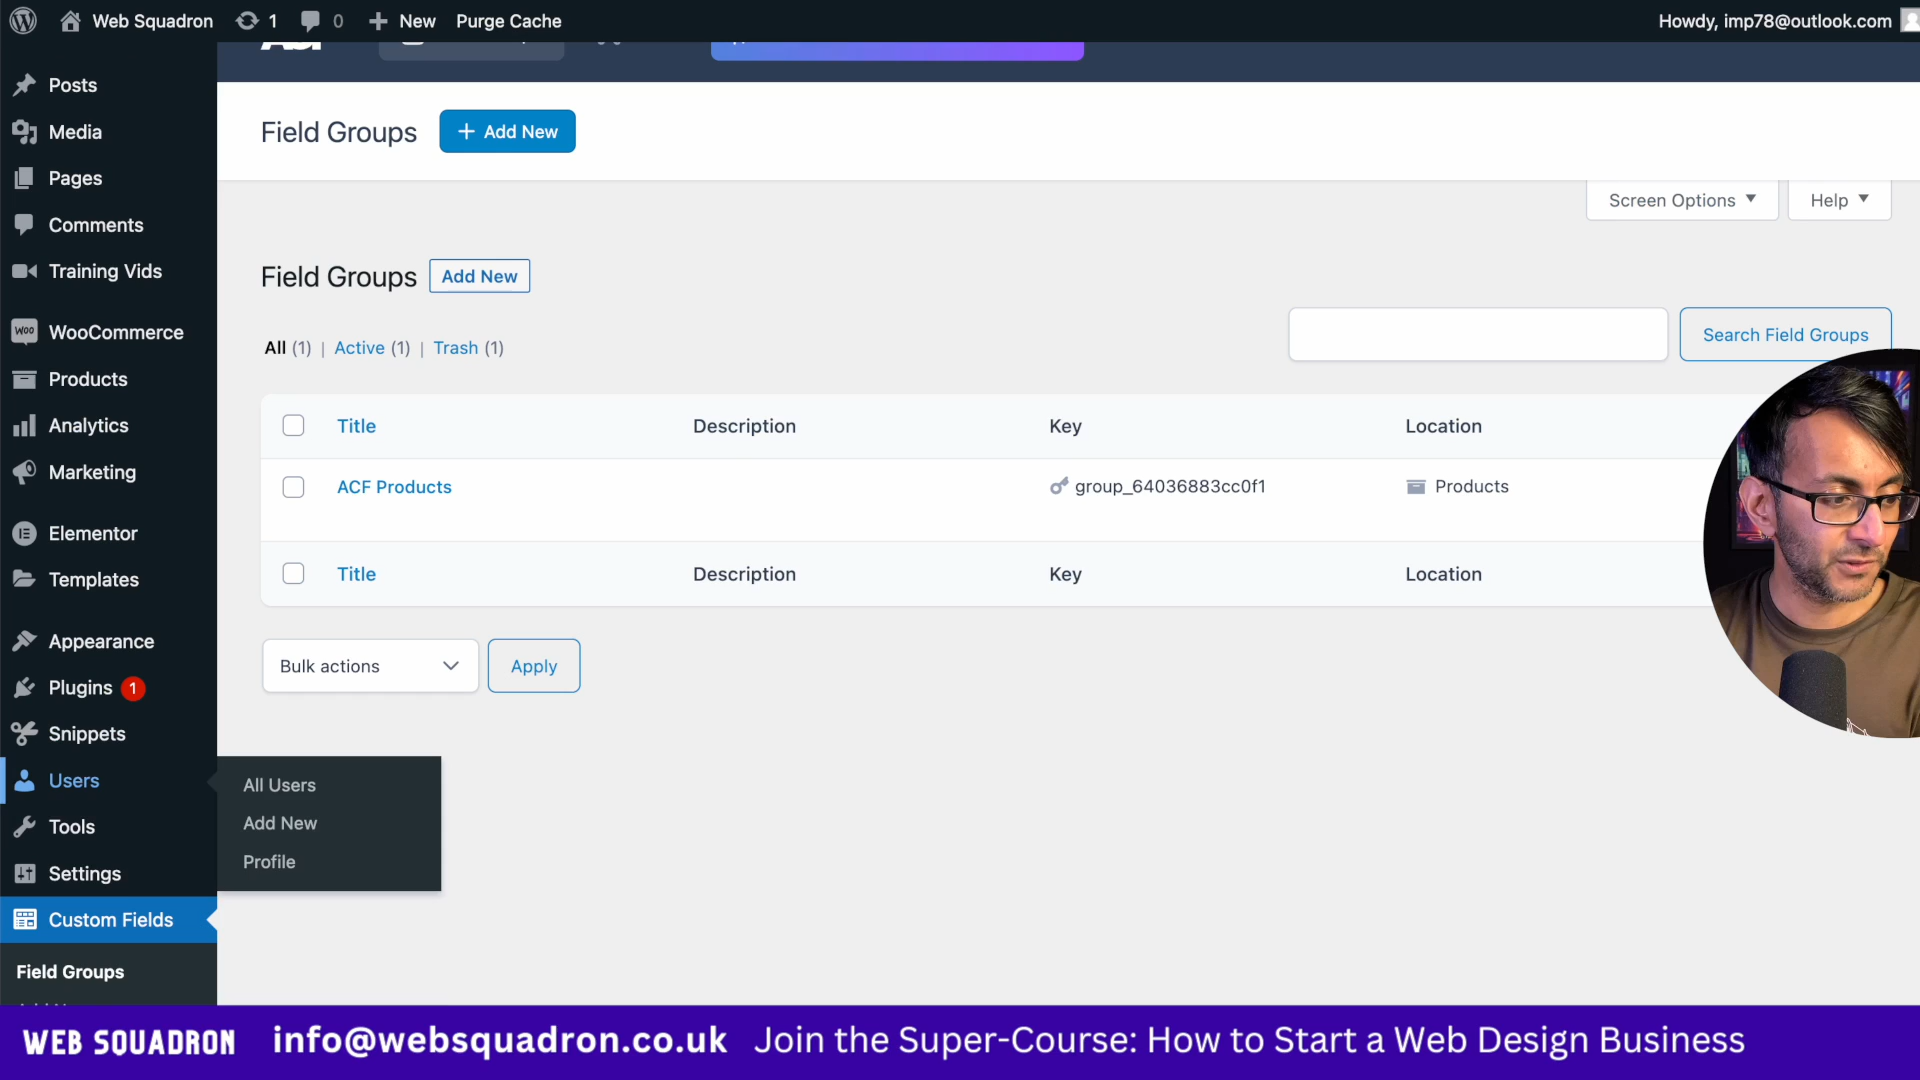 Web Squadron 1 0 New Purge Cache Howdy, imp78@outlook.com
Posts
Media
Pages
Comments
Training Vids
WooCommerce
Products
Analytics
Marketing
Elementor
Templates
Appearance
Plugins 1
Snippets
Users
Tools
Settings
Custom Fields
Field Groups
All Users
Add New
Profile
Field Groups Add New
Screen Options Help
Field Groups Add New
All (1) | Active (1) | Trash (1)
Search Field Groups
Title Description Key Location
ACF Products group_64036883cc0f1 Products
Title Description Key Location
Bulk actions Apply
WEB SQUADRON info@websquadron.co.uk Join the Super-Course: How to Start a Web Design Business